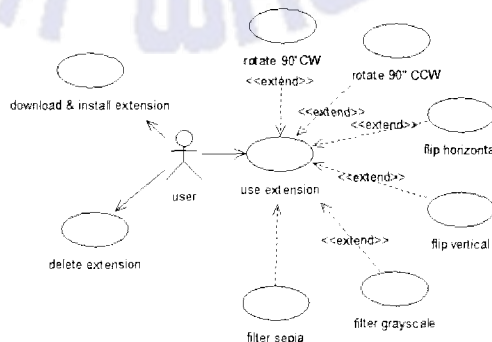 rotate 90° CW
<<extend>>
rotate 90° CCW
<<extend>>
<<extend>>
flip horizonta
download & install extension
user
use extension
<<extend>>
flip vertical
delete extension
<<extend>>
filter sepia
filter grayscale